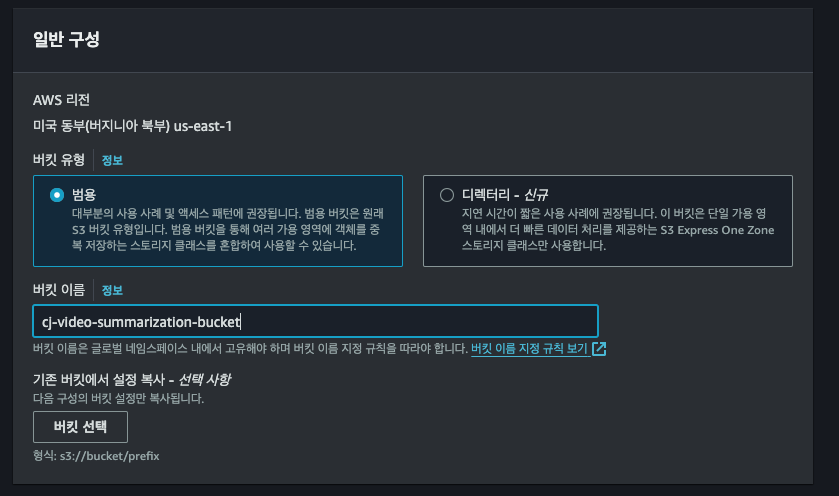 일반 구성
AWS 리전
미국 동부(버지니아 북부) us-east-1
버킷 유형 정보
범용
대부분의 사용 사례 및 액세스 패턴에 권장됩니다. 범용 버킷은 원래
S3 버킷 유형입니다. 범용 버킷을 통해 여러 가용 영역에 객체를 중
복 저장하는 스토리지 클래스를 혼합하여 사용할 수 있습니다.
디렉터리 - 신규
지연 시간이 짧은 사용 사례에 권장됩니다. 이 버킷은 단일 가용 영
역 내에서 더 빠른 데이터 처리를 제공하는 S3 Express One Zone
스토리지 클래스만 사용합니다.
버킷 이름 정보
cj-video-summarization-bucket
버킷 이름은 글로벌 네임스페이스 내에서 고유해야 하며 버킷 이름 지정 규칙을 따라야 합니다. 버킷 이름 지정 규칙 보기
기존 버킷에서 설정 복사 - 선택 사항
다음 구성의 버킷 설정만 복사됩니다.
버킷 선택
형식: s3://bucket/prefix